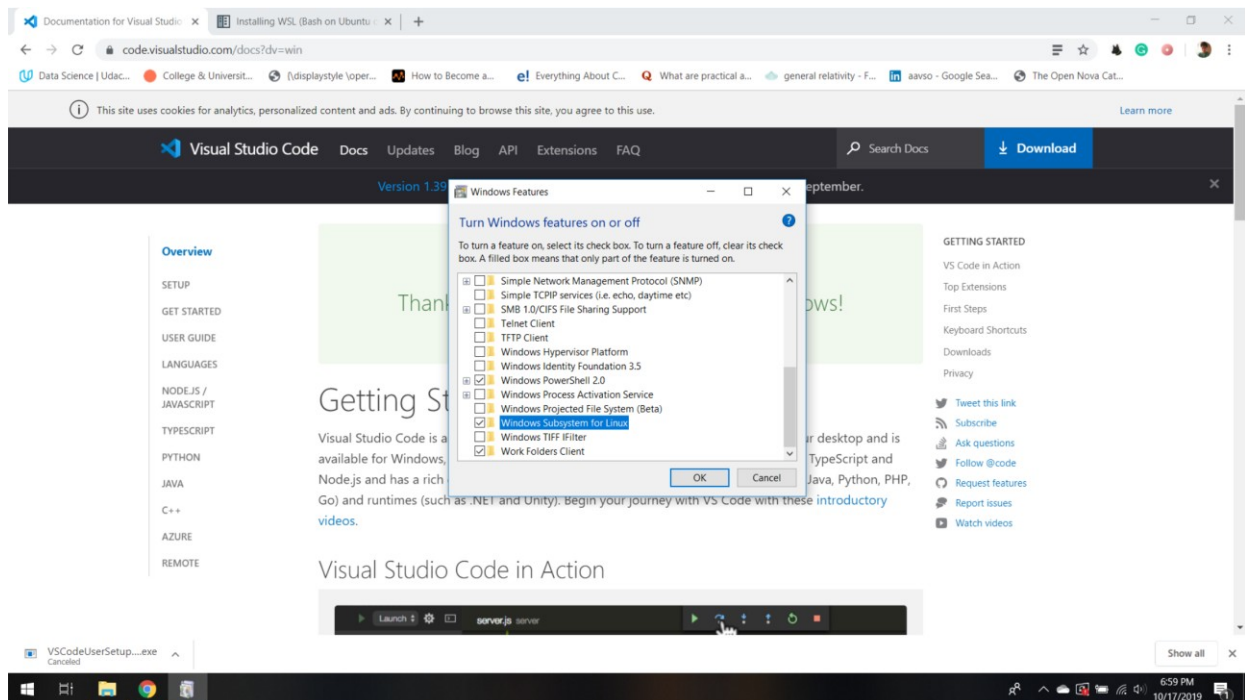 Documentation for Visual Studio
Installing WSL (Bash on Ubuntu
code.visualstudio.com/docs?dv=win
Data Science | Udac...
College & Universit...
(\displaystyle \oper...
How to Become a...
Everything About C...
What are practical a...
general relativity - F...
aavso - Google Sea...
The Open Nova Cat...
This site uses cookies for analytics, personalized content and ads. By continuing to browse this site, you agree to this use.
Learn more
Visual Studio Code
Docs
Updates
Blog
API
Extensions
FAQ
Search Docs
Download
Version 1.39
eptember.
Windows Features
Turn Windows features on or off
To turn a feature on, select its check box. To turn a feature off, clear its check
box. A filled box means that only part of the feature is turned on.
Simple Network Management Protocol (SNMP)
Simple TCPIP services (i.e. echo, daytime etc)
SMB 1.0/CIFS File Sharing Support
Telnet Client
TFTP Client
Windows Hypervisor Platform
Windows Identity Foundation 3.5
Windows PowerShell 2.0
Windows Process Activation Service
Windows Projected File System (Beta)
Windows Subsystem for Linux
Windows TIFF IFilter
Work Folders Client
OK
Cancel
Overview
SETUP
GET STARTED
USER GUIDE
LANGUAGES
NODE.JS /
JAVASCRIPT
TYPESCRIPT
PYTHON
JAVA
C++
AZURE
REMOTE
Thank
ows!
Getting St
Visual Studio Code is a
ur desktop and is
available for Windows,
TypeScript and
Node.js and has a rich
Java, Python, PHP,
Go) and runtimes (such as .NET and Unity). Begin your journey with VS Code with these introductory
videos.
Visual Studio Code in Action
Launch
server.js server
GETTING STARTED
VS Code in Action
Top Extensions
First Steps
Keyboard Shortcuts
Downloads
Privacy
Tweet this link
Subscribe
Ask questions
Follow @code
Request features
Report issues
Watch videos
VSCodeUserSetup....exe
Canceled
Show all
6:59 PM
10/17/2019